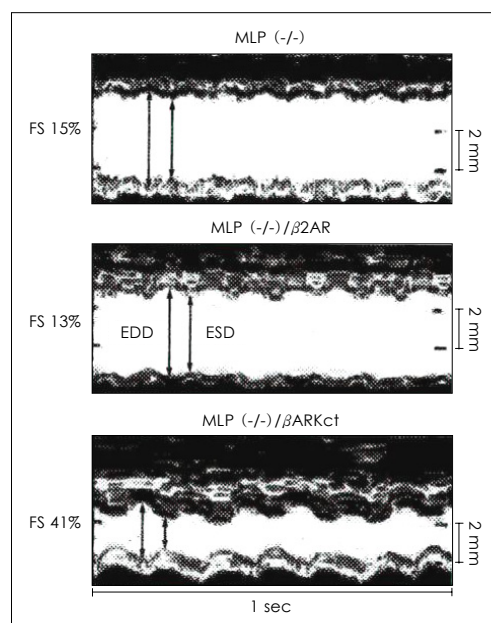 MLP (-/-)
FS 15%
2 mm
MLP (-/-)/β2AR
FS 13%
EDD
ESD
2 mm
MLP (-/-)/βARKct
FS 41%
2 mm
1 sec